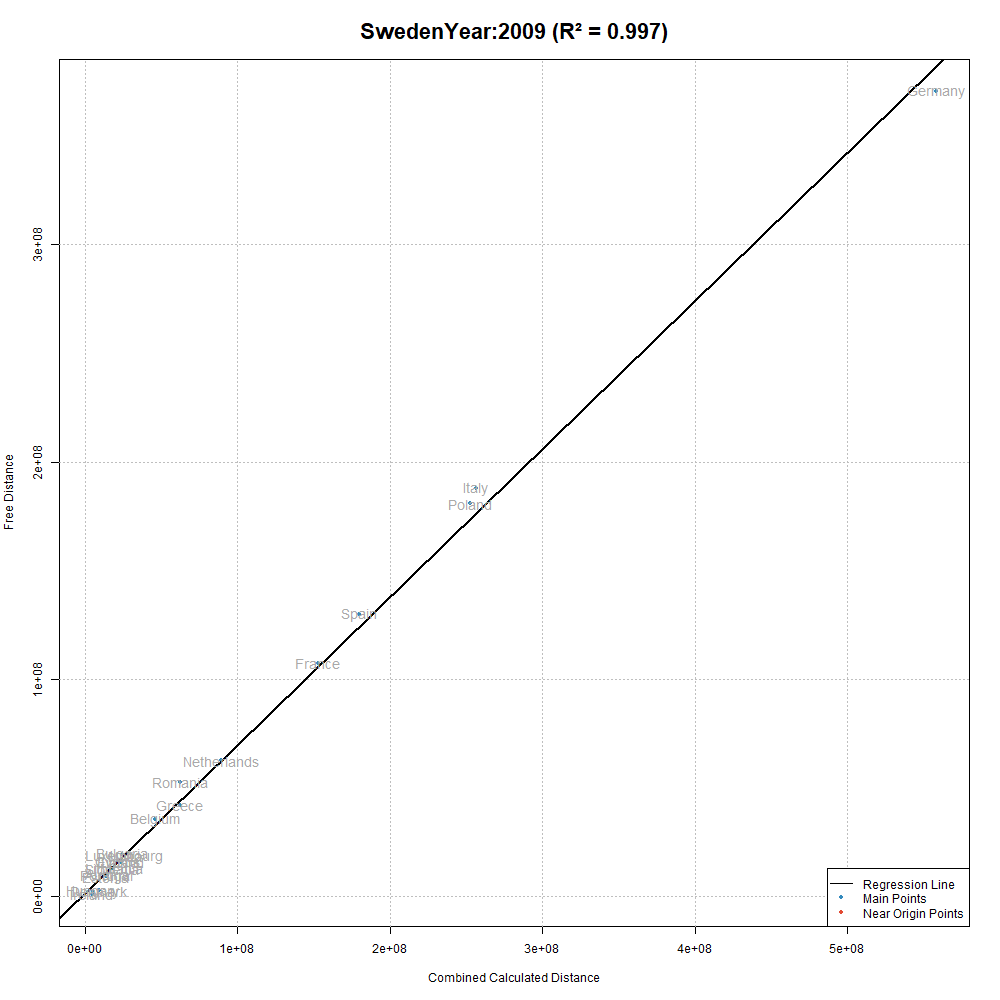 SwedenYear:2009 (R² = 0.997)
Germany
3e+08
2e+08
Italy
Poland
Free Distance
Spain
France
1e+08
Netherlands
Romania
Greece
Belgium
Bulgaria
Estonia
0e+00
Regression Line
Main Points
Near Origin Points
0e+00 1e+08 2e+08 3e+08 4e+08 5e+08
Combined Calculated Distance